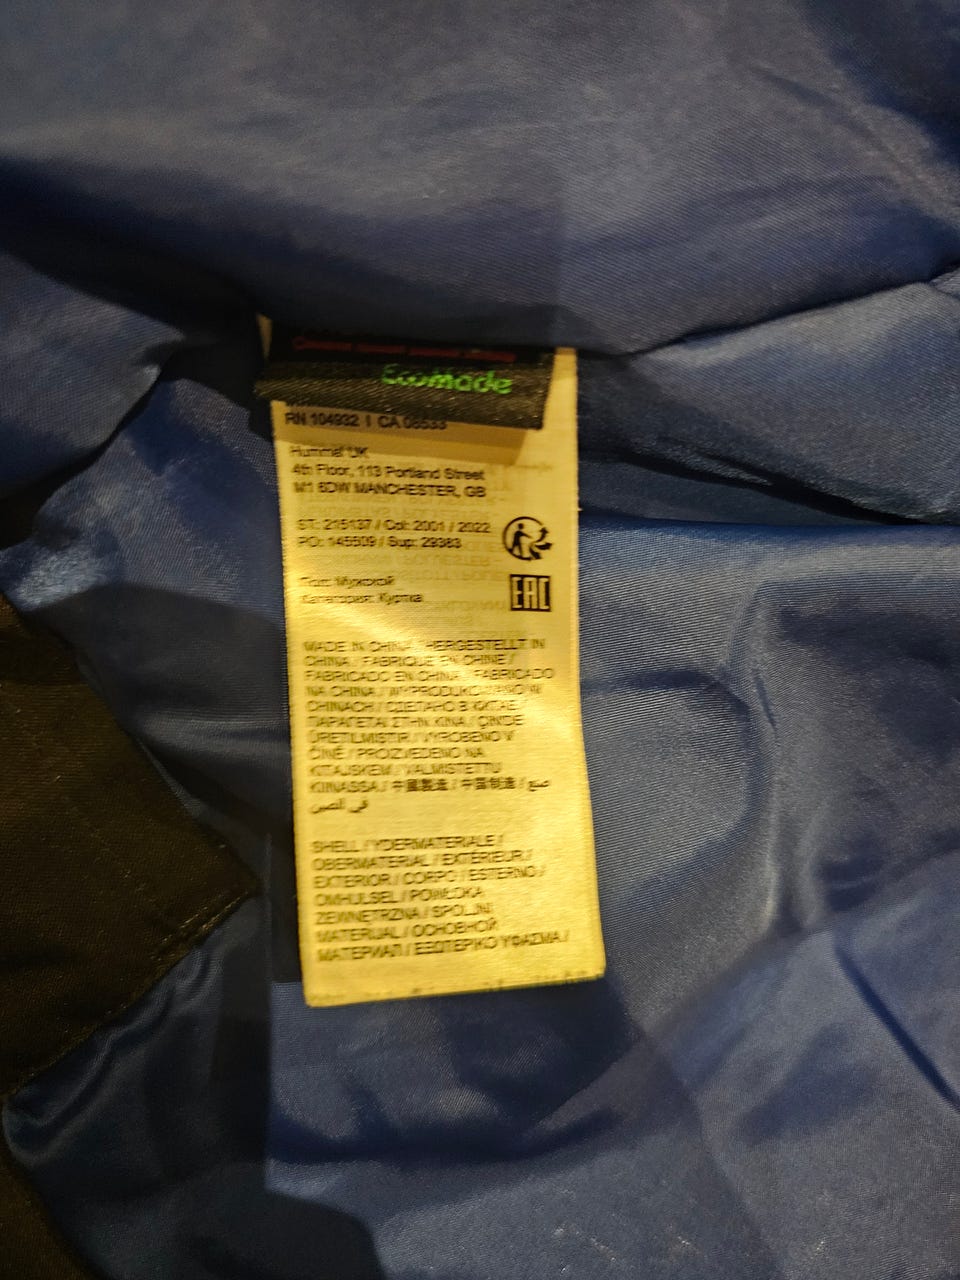 EcoMade
RN 104932 | CA 08533
Hummel UK
4th Floor, 113 Portland Street
M1 6DW MANCHESTER, GB
ST: 215137 / Col: 2001 / 2022
PO: 145509 / Sup: 29383
Пол: Мужской
Категория: Куртка
EAC
MADE IN CHINA / HERGESTELLT IN
CHINA / FABRIQUÉ EN CHINE /
FABRICADO EN CHINA / FABRICADO
NA CHINA / WYPRODUKOWANO W
CHINACH / СДЕЛАНО В КИТАЕ /
ΠΑΡΑΓΕΤΑΙ ΣΤΗΝ ΚΙΝΑ / ÇINDE
ÜRETILMISTIR / VYROBENO V
ČÍNĚ / PROIZVEDENO NA
KITAJSKEM / VALMISTETTU
KIINASSA / 中國製造 / 中国制造 / صنع
في الصين
SHELL / YDERMATERIALE /
OBERMATERIAL / EXTÉRIEUR /
EXTERIOR / CORPO / ESTERNO /
OMHULSEL / POWŁOKA
ZEWNĘTRZNA / SPOLJNI
MATERIJAL / ОСНОВНОЙ
МАТЕРИАЛ / ΕΞΩΤΕΡΙΚΟ ΥΦΑΣΜΑ /